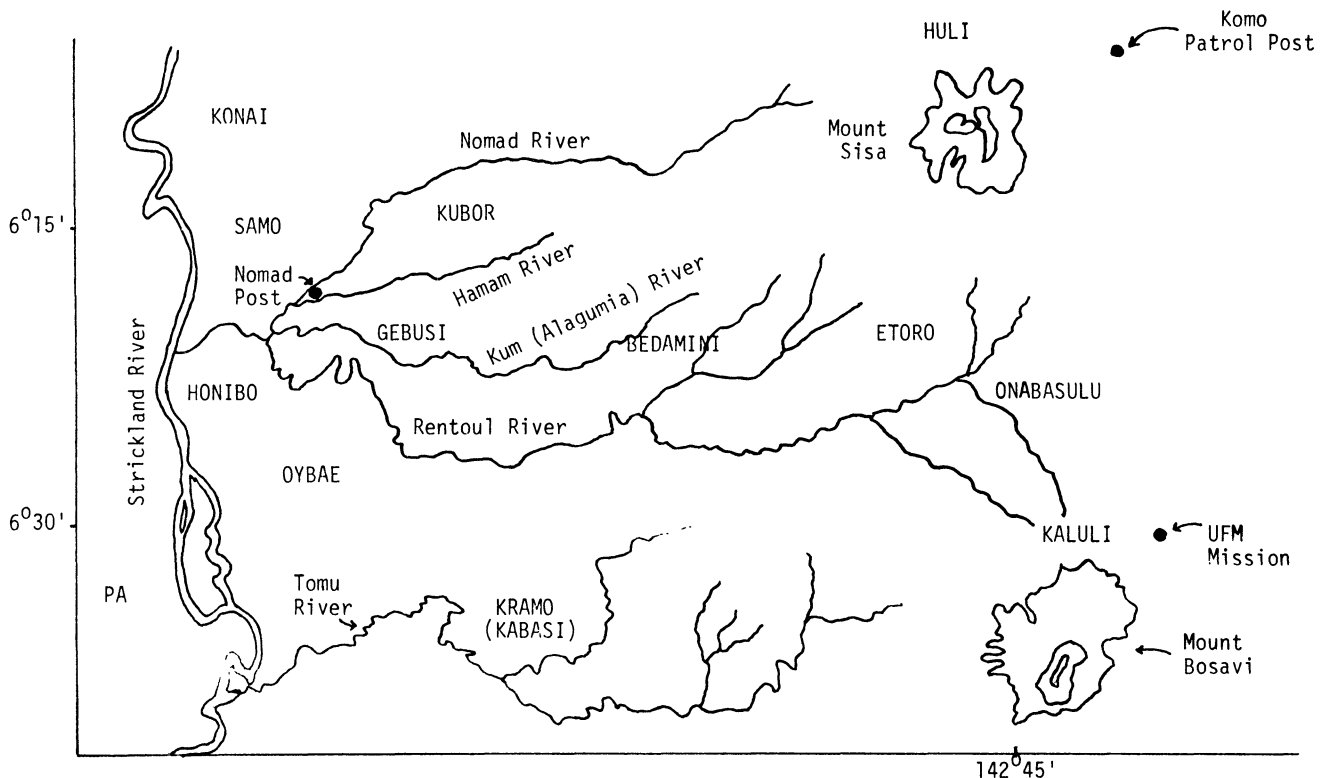 HULI
Komo
Patrol Post
KONAI
Nomad River
Mount
Sisa
6°15'
SAMO
KUBOR
Nomad
Post
Hamam River
Kum (Alagumia) River
GEBUSI
BEDAMINI
ETORO
Strickland River
HONIBO
ONABASULU
Rentoul River
OYBAE
6°30'
KALULI
UFM
Mission
PA
Tomu
River
KRAMO
(KABASI)
Mount
Bosavi
142°45'